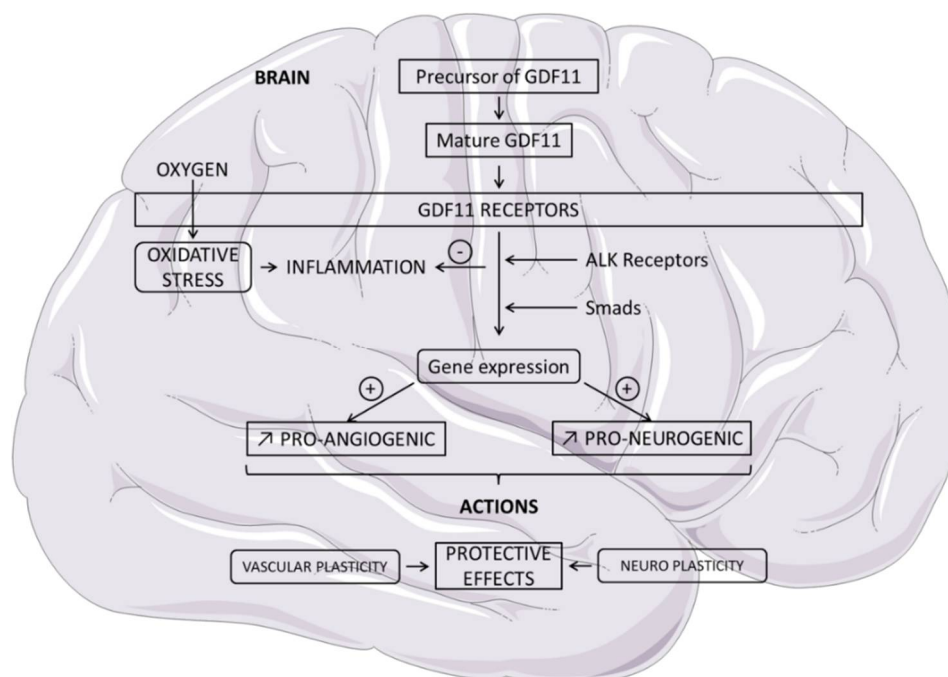 BRAIN
Precursor of GDF11
Mature GDF11
OXYGEN
GDF11 RECEPTORS
OXIDATIVE
STRESS
INFLAMMATION
-
ALK Receptors
Smads
Gene expression
+
+
↗ PRO-ANGIOGENIC
↗ PRO-NEUROGENIC
ACTIONS
VASCULAR PLASTICITY
PROTECTIVE
EFFECTS
NEURO PLASTICITY